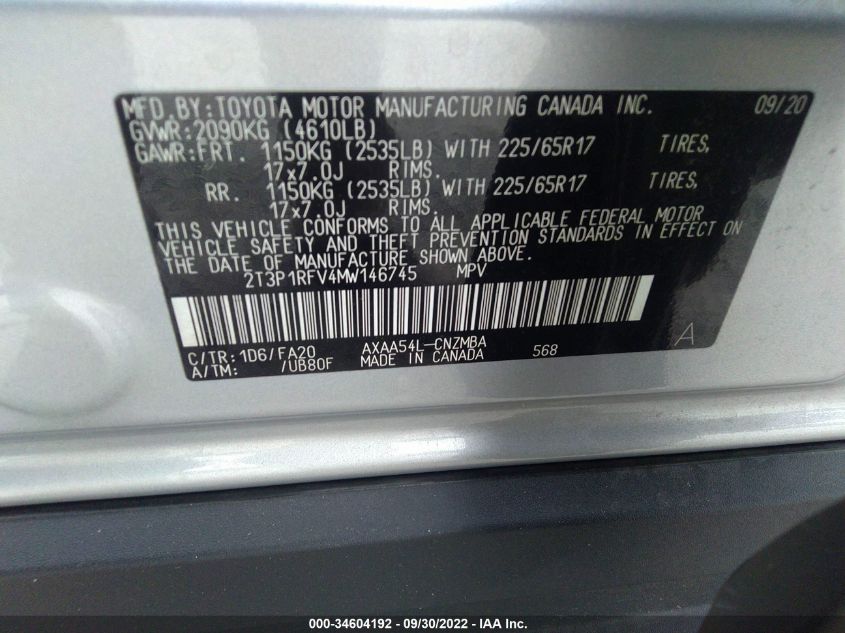 MFD.BY:TOYOTA MOTOR MANUFACTURING CANADA INC. 09/20
GVWR:2090KG (4610LB)
GAWR:FRT. 1150KG (2535LB) WITH 225/65R17 TIRES,
17x7.0J RIMS.
RR. 1150KG (2535LB) WITH 225/65R17 TIRES,
17x7.0J RIMS.
THIS VEHICLE CONFORMS TO ALL APPLICABLE FEDERAL MOTOR
VEHICLE SAFETY AND THEFT PREVENTION STANDARDS IN EFFECT ON
THE DATE OF MANUFACTURE SHOWN ABOVE.
2T3P1RFV4MW146745 MPV
C/TR:1D6/FA20 AXAA54L-CNZMBA A
A/TM: /UB80F MADE IN CANADA 568
000-34604192 - 09/30/2022 - IAA Inc.